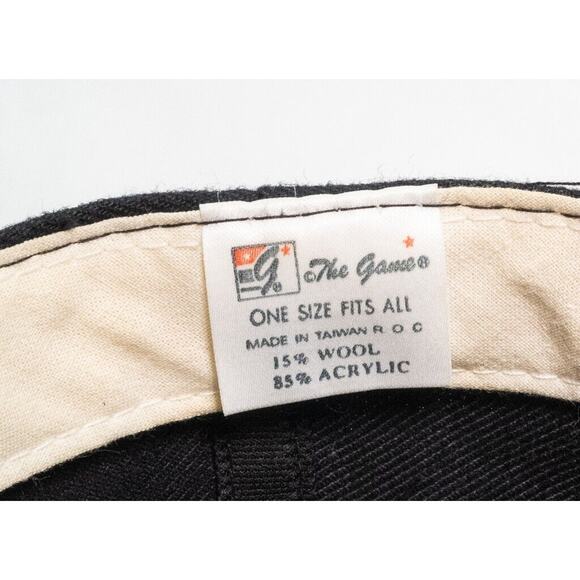 G® ©The Game®
ONE SIZE FITS ALL
MADE IN TAIWAN R O C
15% WOOL
85% ACRYLIC